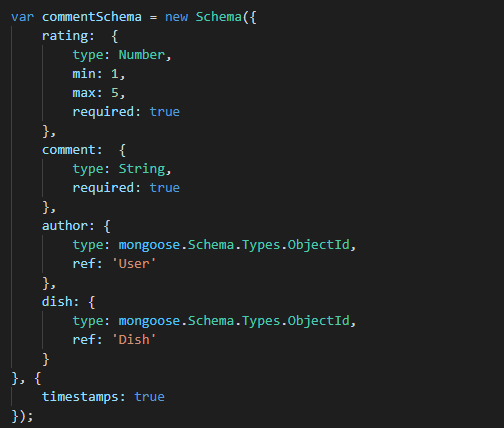 var commentSchema = new Schema({
    rating:  {
        type: Number,
        min: 1,
        max: 5,
        required: true
    },
    comment:  {
        type: String,
        required: true
    },
    author: {
        type: mongoose.Schema.Types.ObjectId,
        ref: 'User'
    },
    dish: {
        type: mongoose.Schema.Types.ObjectId,
        ref: 'Dish'
    }
}, {
    timestamps: true
});